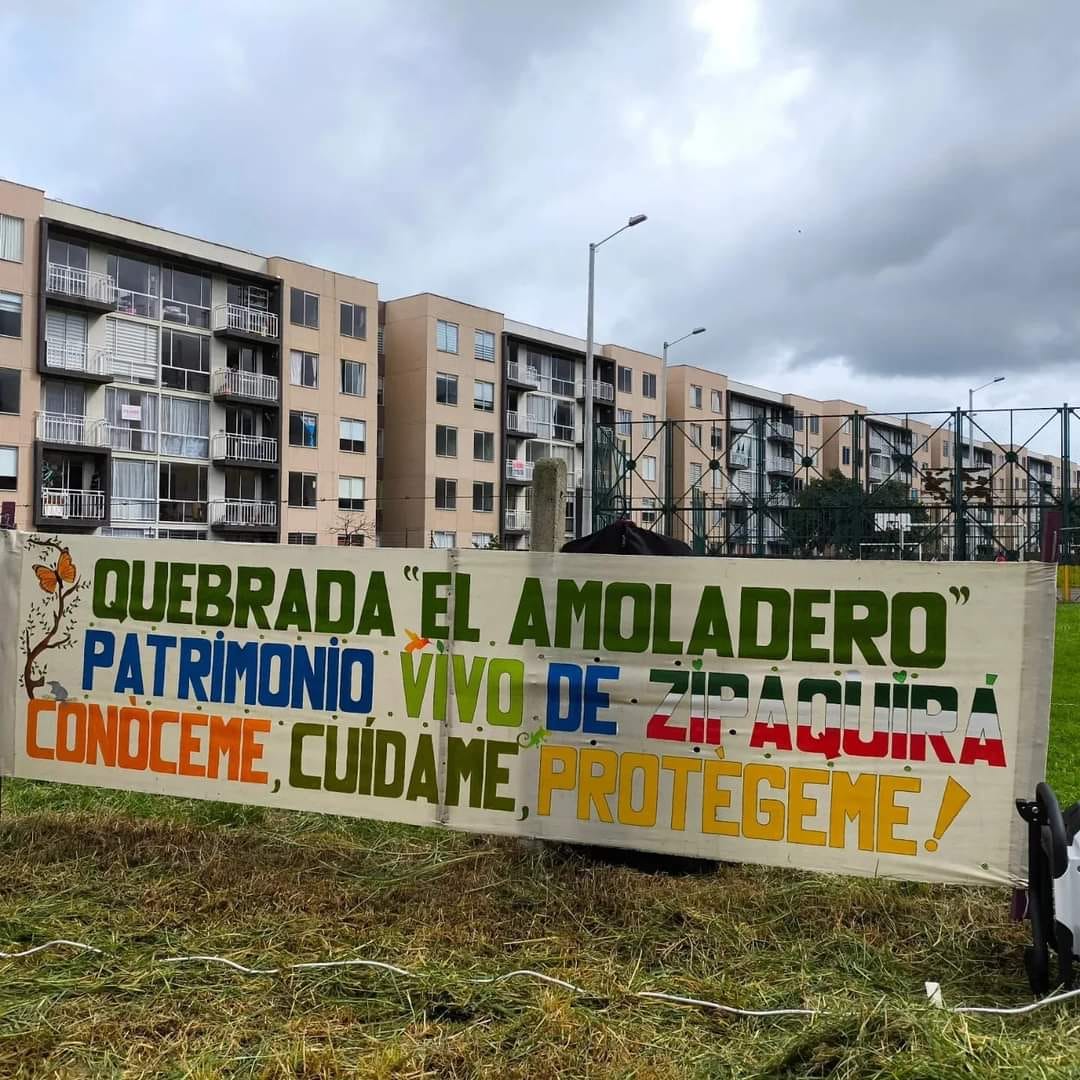 QUEBRADA "EL AMOLADERO"
PATRIMONIO VIVO DE ZIPAQUIRÁ
CONÒCEME, CUÍDAME, PROTÈGEME!